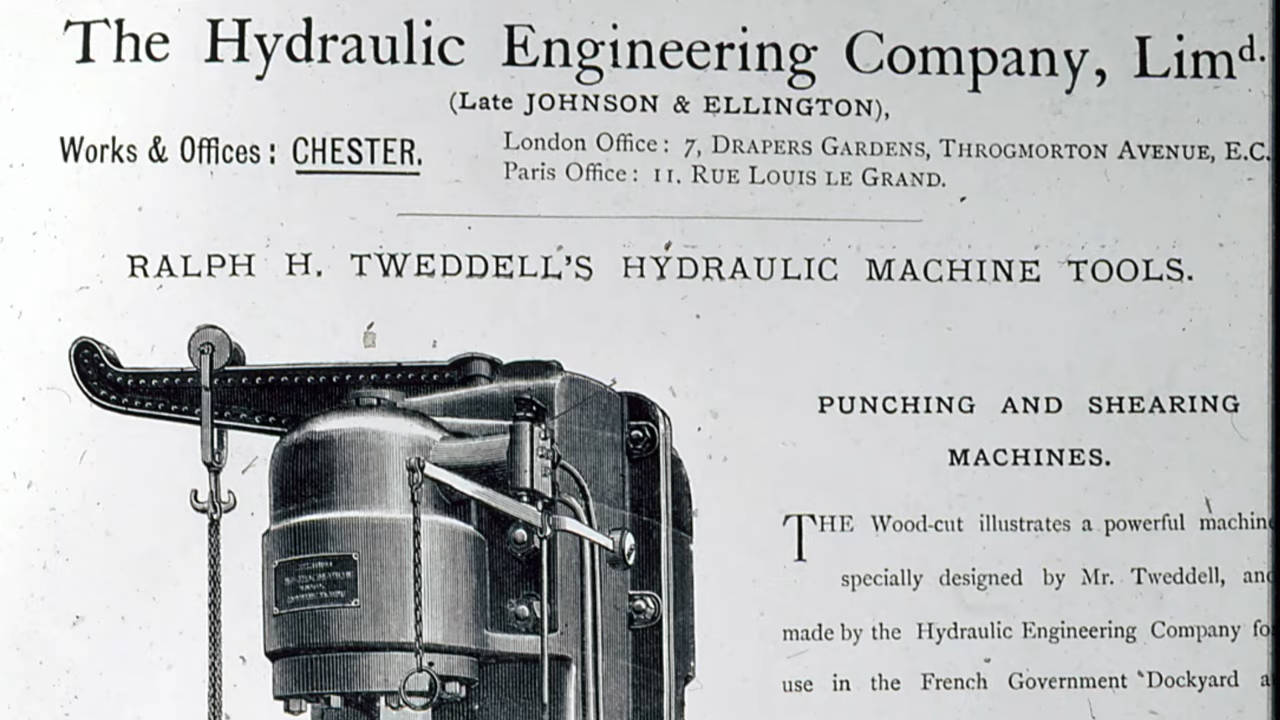 The Hydraulic Engineering Company, Limd.
(Late JOHNSON & ELLINGTON),
Works & Offices: CHESTER.
London Office: 7, DRAPERS GARDENS, THROGMORTON AVENUE, E.C.
Paris Office: 11, RUE LOUIS LE GRAND.
RALPH H. TWEDDELL'S HYDRAULIC MACHINE TOOLS.
PUNCHING AND SHEARING
MACHINES.
THE Wood-cut illustrates a powerful machin
specially designed by Mr. Tweddell, an
made by the Hydraulic Engineering Company fo
use in the French Government Dockyard a